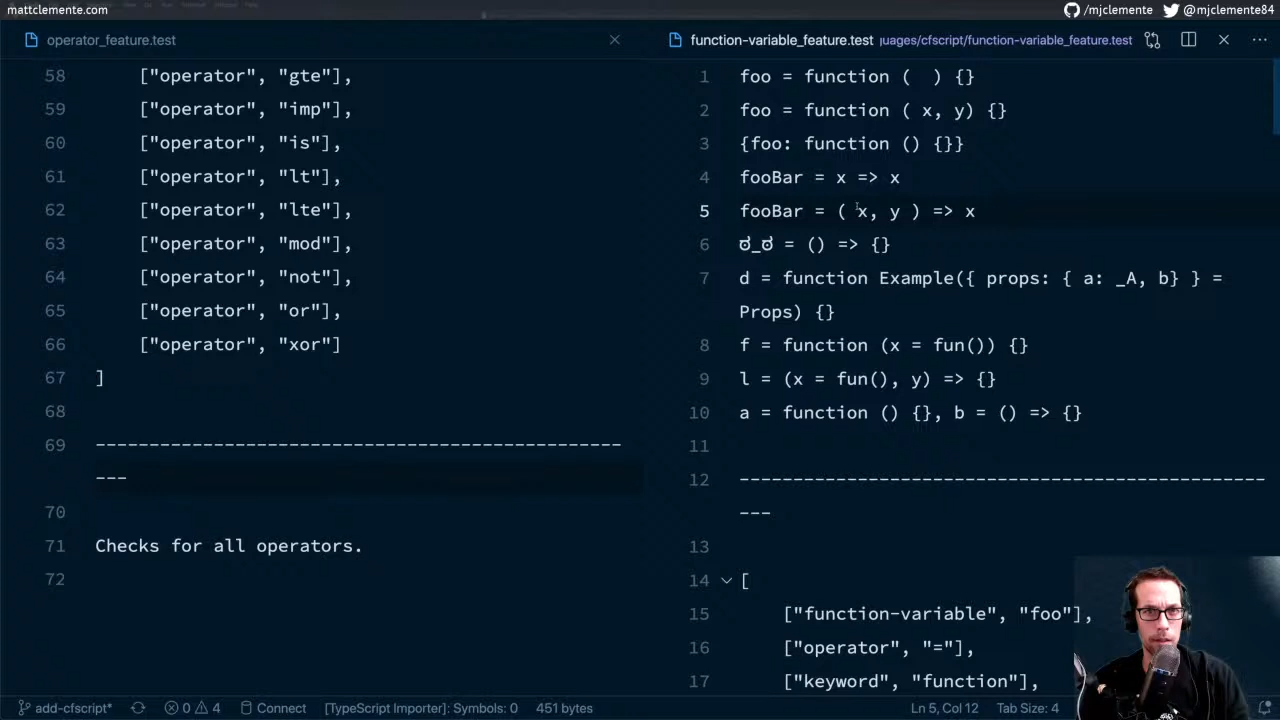 mattclemente.com
/mjclemente @mjclemente84
operator_feature.test
58 ["operator", "gte"],
59 ["operator", "imp"],
60 ["operator", "is"],
61 ["operator", "lt"],
62 ["operator", "lte"],
63 ["operator", "mod"],
64 ["operator", "not"],
65 ["operator", "or"],
66 ["operator", "xor"]
67 ]
68
69 -------------------------------------------------
---
70
71 Checks for all operators.
72
function-variable_feature.test uages/cfscript/function-variable_feature.test
1 foo = function (  ) {}
2 foo = function ( x, y) {}
3 {foo: function () {}}
4 fooBar = x => x
5 fooBar = ( x, y ) => x
6 ಠ_ಠ = () => {}
7 d = function Example({ props: { a: _A, b} } =
Props) {}
8 f = function (x = fun()) {}
9 l = (x = fun(), y) => {}
10 a = function () {}, b = () => {}
11
12 -------------------------------------------------
---
13
14 [
15 ["function-variable", "foo"],
16 ["operator", "="],
17 ["keyword", "function"],
add-cfscript* 0 4 Connect [TypeScript Importer]: Symbols: 0 451 bytes Ln 5, Col 12 Tab Size: 4